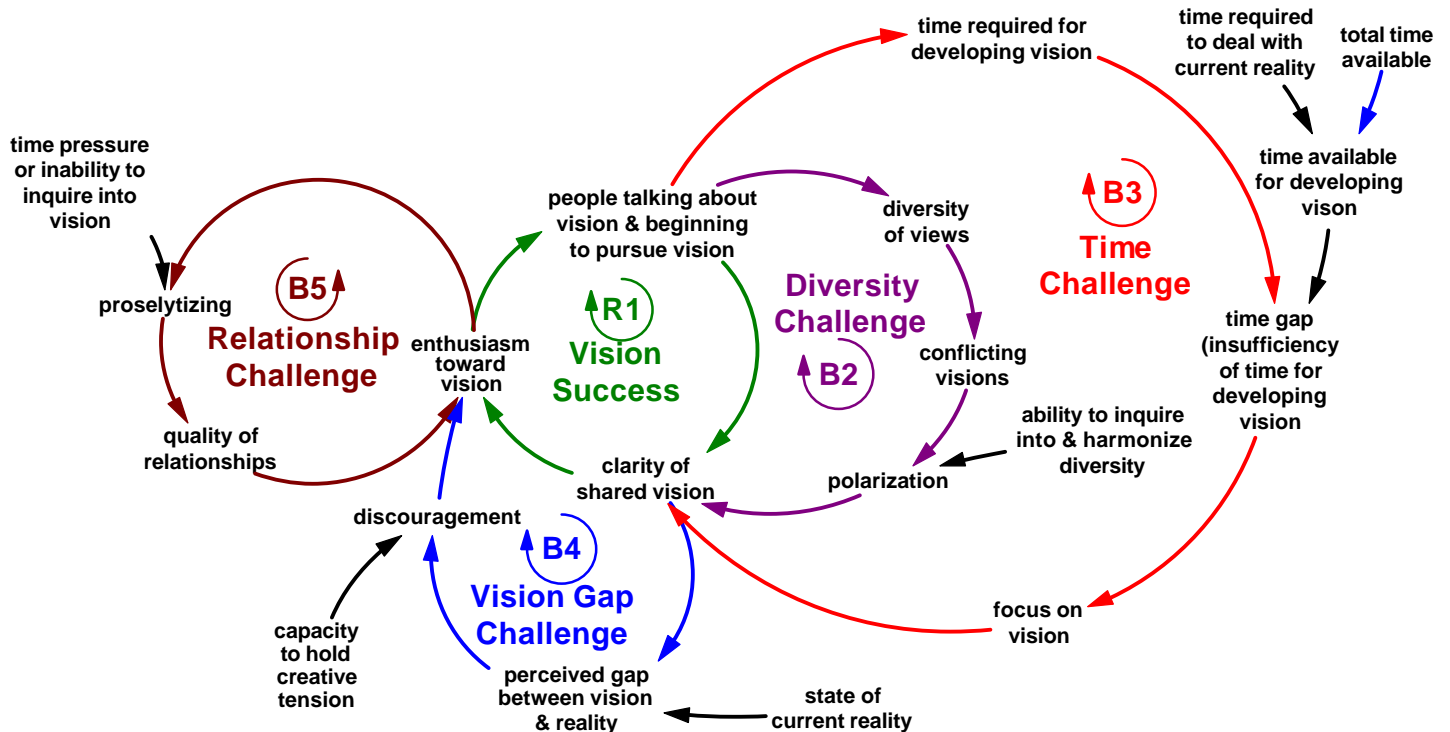 time required for
developing vision
time required
to deal with
current reality
total time
available
time pressure
or inability to
inquire into
vision
people talking about
vision & beginning
to pursue vision
diversity
of views
B3
Time
Challenge
time available
for developing
vison
proselytizing
B5
Relationship
Challenge
enthusiasm
toward
vision
R1
Vision
Success
Diversity
Challenge
B2
conflicting
visions
time gap
(insufficiency
of time for
developing
vision
quality of
relationships
clarity of
shared vision
polarization
ability to inquire
into & harmonize
diversity
discouragement
B4
Vision Gap
Challenge
focus on
vision
capacity
to hold
creative
tension
perceived gap
between vision
& reality
state of
current reality